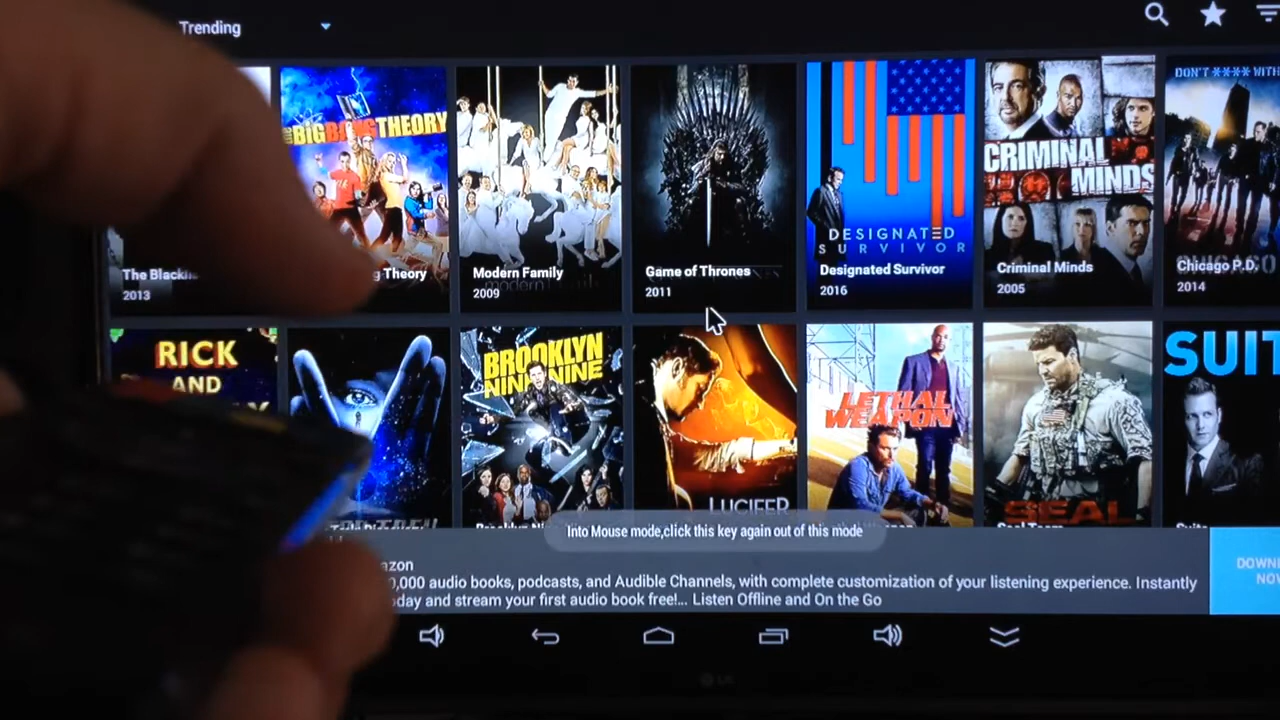 Trending
THE BIGBANG THEORY
DESIGNATED
SURVIVOR
CRIMINAL
MINDS
DON'T **** WITH
The Blackli
g Theory
2013
Modern Family
2009
Game of Thrones
2011
Designated Survivor
2016
Criminal Minds
2005
Chicago P.D.
2014
RICK
AND
BROOKLYN
NINE-NINE
LUCIFER
LETHAL
WEAPON
SEAL
SUIT
Into Mouse mode,click this key again out of this mode
azon
0,000 audio books, podcasts, and Audible Channels, with complete customization of your listening experience. Instantly
oday and stream your first audio book free!... Listen Offline and On the Go
DOWN
NO
LG